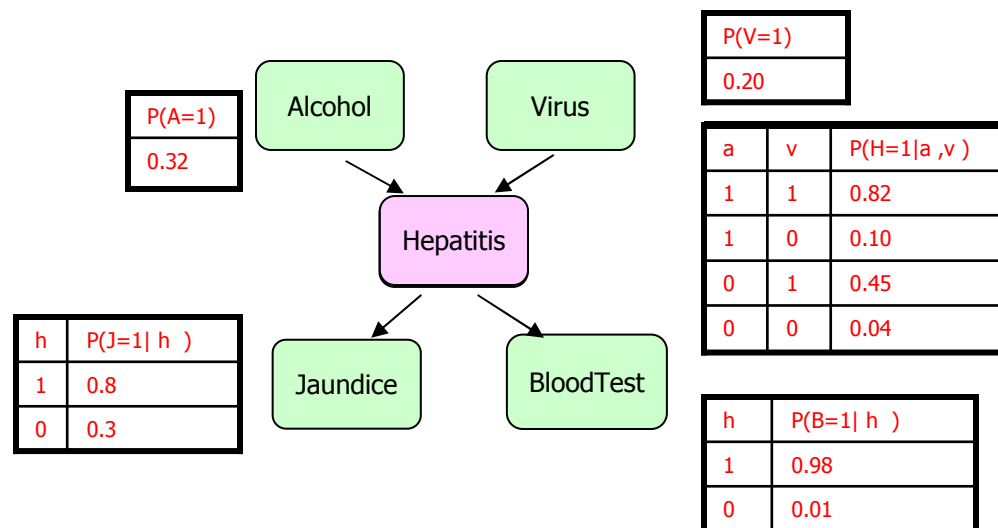 P(V=1)
0.20
Alcohol
Virus
P(A=1)
0.32
a v P(H=1|a ,v )
1 1 0.82
1 0 0.10
0 1 0.45
0 0 0.04
Hepatitis
h P(J=1| h )
1 0.8
0 0.3
Jaundice
BloodTest
h P(B=1| h )
1 0.98
0 0.01